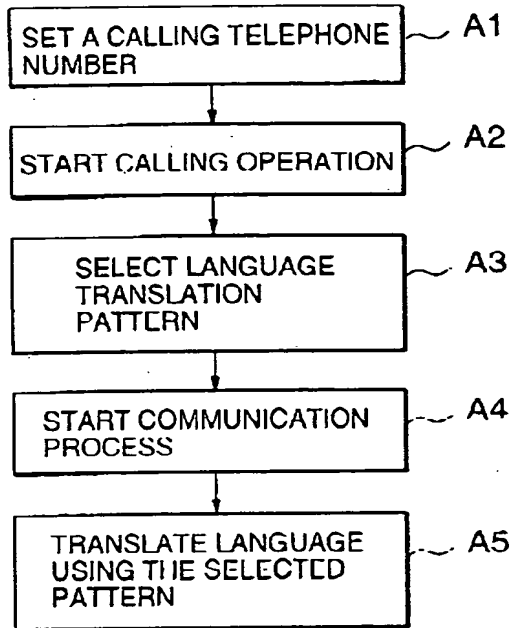 SET A CALLING TELEPHONE A1
NUMBER
START CALLING OPERATION A2
SELECT LANGUAGE A3
TRANSLATION
PATTERN
START COMMUNICATION A4
PROCESS
TRANSLATE LANGUAGE A5
USING THE SELECTED
PATTERN